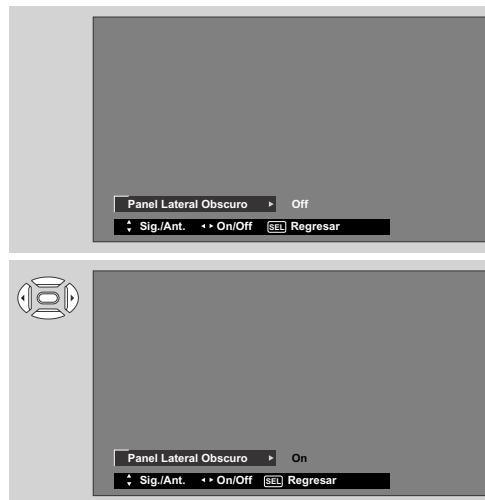 Panel Lateral Obscuro Off
Sig./Ant. On/Off SEL Regresar
Panel Lateral Obscuro On
Sig./Ant. On/Off SEL Regresar